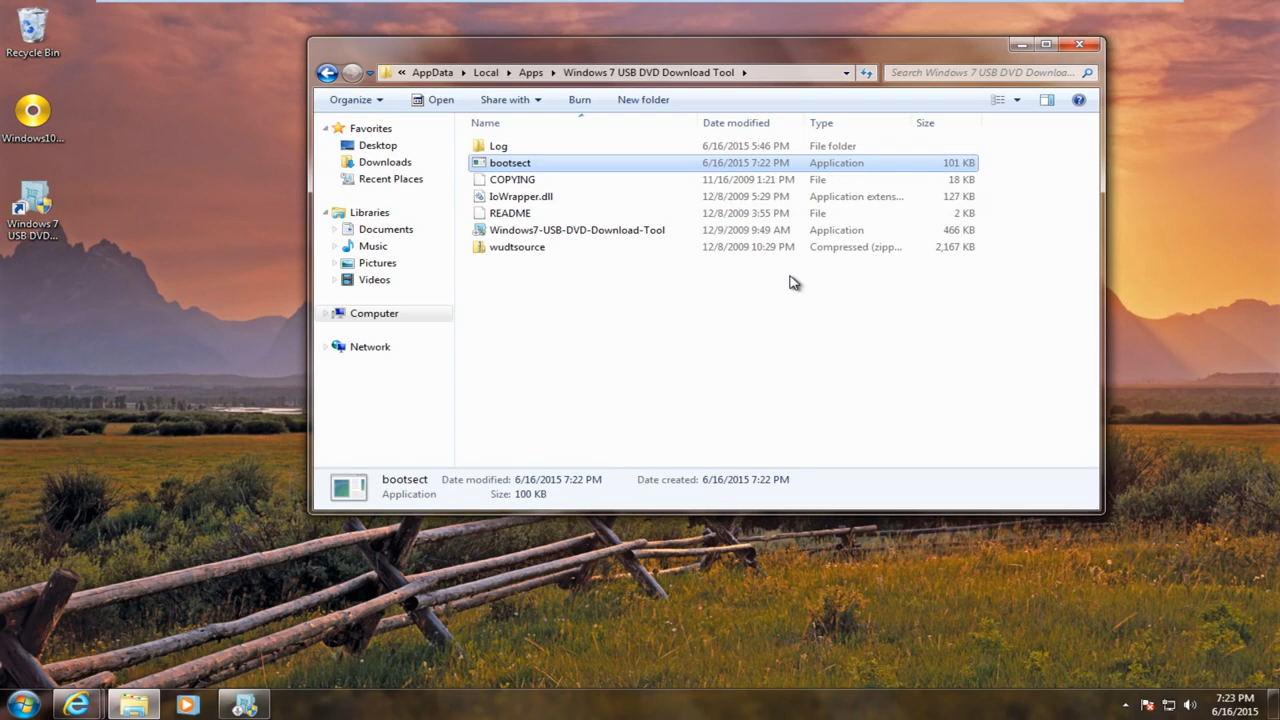 Recycle Bin
Windows10...
Windows 7
USB DVD...
« AppData Local Apps Windows 7 USB DVD Download Tool
Search Windows 7 USB DVD Downloa...
Organize Open Share with Burn New folder
Favorites
Desktop
Downloads
Recent Places
Libraries
Documents
Music
Pictures
Videos
Computer
Network
Name Date modified Type Size
Log 6/16/2015 5:46 PM File folder
bootsect 6/16/2015 7:22 PM Application 101 KB
COPYING 11/16/2009 1:21 PM File 18 KB
IoWrapper.dll 12/8/2009 5:29 PM Application extens... 127 KB
README 12/8/2009 3:55 PM File 2 KB
Windows7-USB-DVD-Download-Tool 12/9/2009 9:49 AM Application 466 KB
wudtsource 12/8/2009 10:29 PM Compressed (zipp... 2,167 KB
bootsect Date modified: 6/16/2015 7:22 PM Date created: 6/16/2015 7:22 PM
Application Size: 100 KB
7:23 PM
6/16/2015